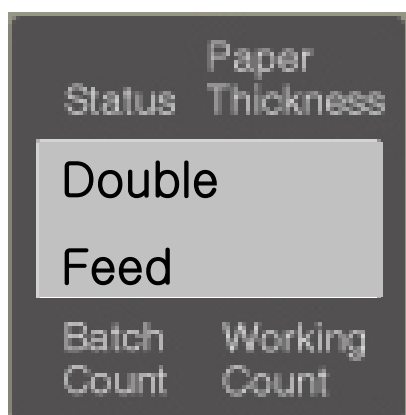 Status Paper Thickness
Double
Feed
Batch Count Working Count